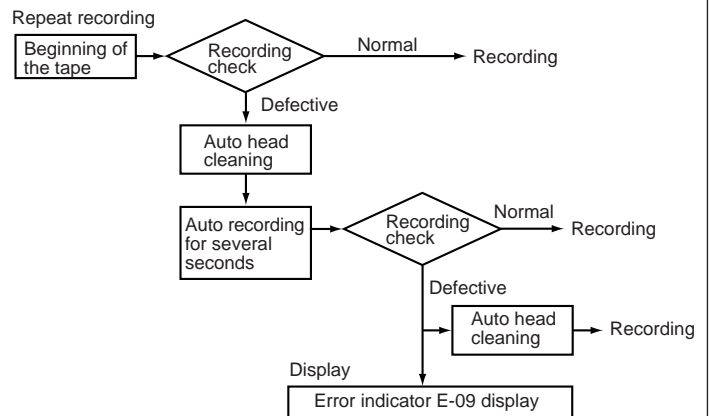 Repeat recording
Beginning of
the tape
Recording
check
Normal
Recording
Defective
Auto head
cleaning
Auto recording
for several
seconds
Recording
check
Normal
Recording
Defective
Auto head
cleaning
Recording
Display
Error indicator E-09 display